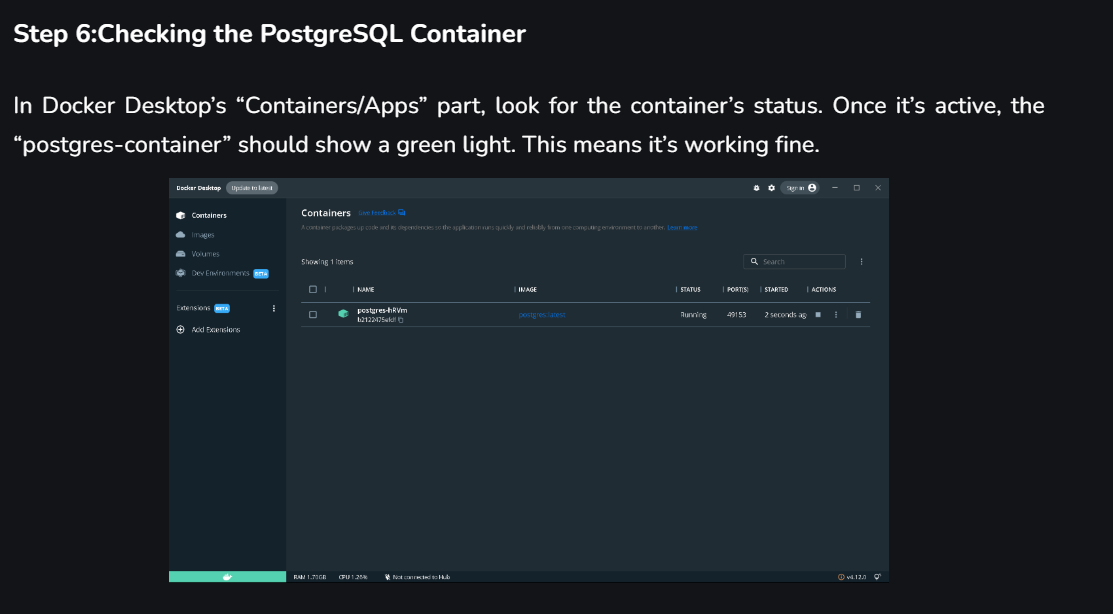 Step 6:Checking the PostgreSQL Container
In Docker Desktop’s “Containers/Apps” part, look for the container’s status. Once it’s active, the
“postgres-container” should show a green light. This means it’s working fine.
Docker Desktop Update to latest Sign in
Containers
Images
Volumes
Dev Environments BETA
Extensions BETA
Add Extensions
Containers Give Feedback
A container packages up code and its dependencies so the application runs quickly and reliably from one computing environment to another. Learn more
Showing 1 items Search
NAME IMAGE STATUS PORT(S) STARTED ACTIONS
postgres-hRVm postgres:latest Running 49153 2 seconds ag
b2122475efd1
RAM 1.79GB CPU 1.26% Not connected to Hub v4.12.0